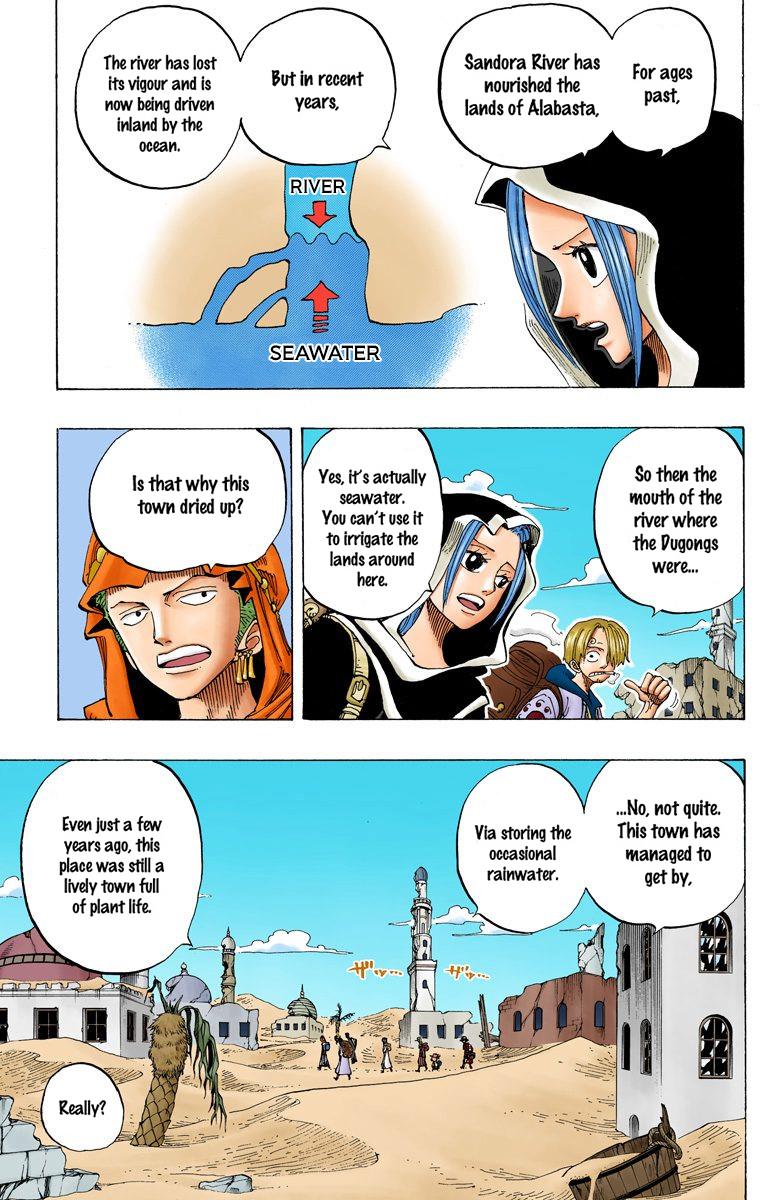 For ages
past,
Sandora River has
nourished the
lands of Alabasta,
But in recent
years,
The river has lost
its vigour and is
now being driven
inland by the
ocean.
RIVER
SEAWATER
So then the
mouth of the
river where
the Dugongs
were...
Yes, it's actually
seawater.
You can't use it
to irrigate the
lands around
here.
Is that why this
town dried up?
...No, not quite.
This town has
managed to
get by,
Via storing the
occasional
rainwater.
ザッ...
ザッ...
Even just a few
years ago, this
place was still a
lively town full
of plant life.
Really?